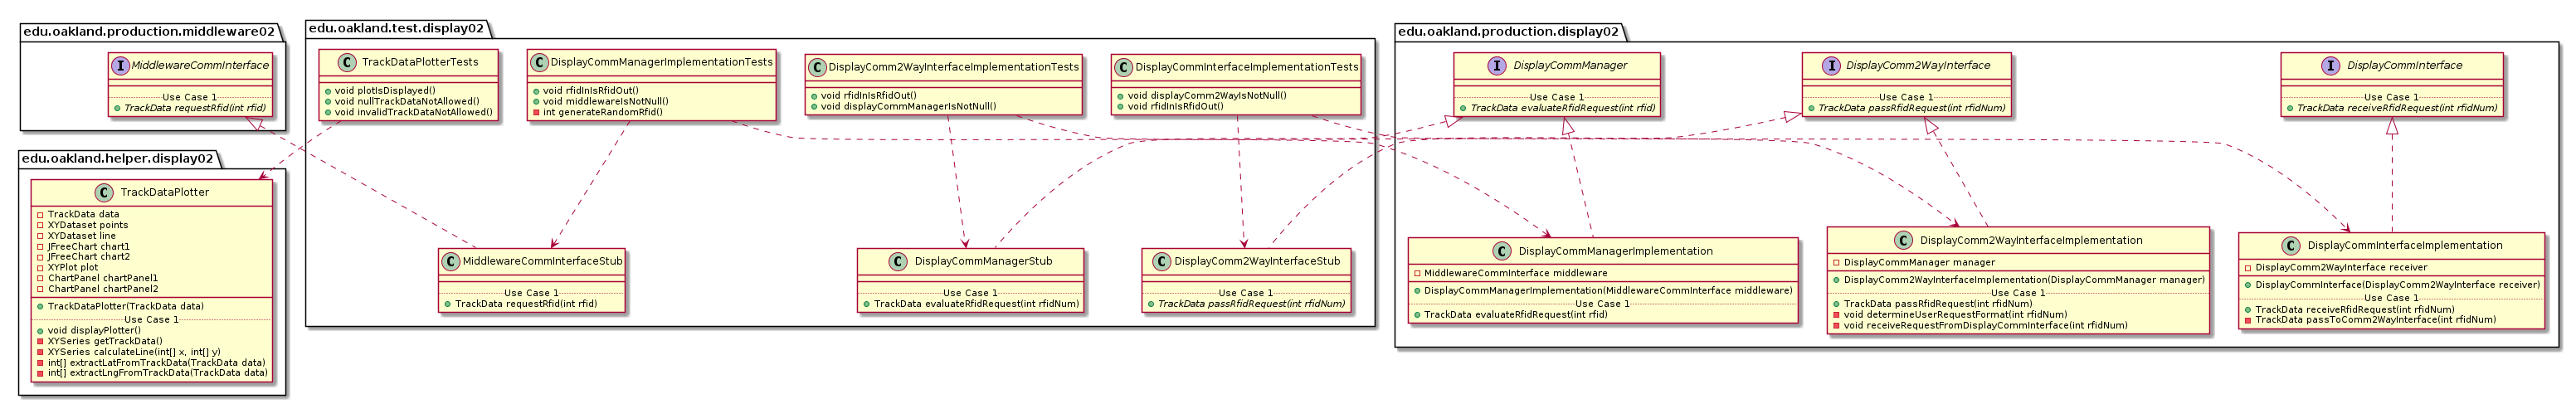 edu.oakland.production.middleware02
I MiddlewareCommInterface
Use Case 1
TrackData requestRfid(int rfid)
edu.oakland.helper.display02
C TrackDataPlotter
TrackData data
XYDataset points
XYDataset line
JFreeChart chart1
JFreeChart chart2
XYPlot plot
ChartPanel chartPanel1
ChartPanel chartPanel2
TrackDataPlotter(TrackData data)
Use Case 1
void displayPlotter()
XYSeries getTrackData()
XYSeries calculateLine(int[] x, int[] y)
int[] extractLatFromTrackData(TrackData data)
int[] extractLngFromTrackData(TrackData data)
edu.oakland.test.display02
C TrackDataPlotterTests
void plotIsDisplayed()
void nullTrackDataNotAllowed()
void invalidTrackDataNotAllowed()
C DisplayCommManagerImplementationTests
void rfidInIsRfidOut()
void middlewareIsNotNull()
int generateRandomRfid()
C DisplayComm2WayInterfaceImplementationTests
void rfidInIsRfidOut()
void displayCommManagerIsNotNull()
C DisplayCommInterfaceImplementationTests
void displayComm2WayIsNotNull()
void rfidInIsRfidOut()
C MiddlewareCommInterfaceStub
Use Case 1
TrackData requestRfid(int rfid)
C DisplayCommManagerStub
Use Case 1
TrackData evaluateRfidRequest(int rfidNum)
C DisplayComm2WayInterfaceStub
Use Case 1
TrackData passRfidRequest(int rfidNum)
edu.oakland.production.display02
I DisplayCommManager
Use Case 1
TrackData evaluateRfidRequest(int rfid)
I DisplayComm2WayInterface
Use Case 1
TrackData passRfidRequest(int rfidNum)
I DisplayCommInterface
Use Case 1
TrackData receiveRfidRequest(int rfidNum)
C DisplayCommManagerImplementation
MiddlewareCommInterface middleware
DisplayCommManagerImplementation(MiddlewareCommInterface middleware)
Use Case 1
TrackData evaluateRfidRequest(int rfid)
C DisplayComm2WayInterfaceImplementation
DisplayCommManager manager
DisplayComm2WayInterfaceImplementation(DisplayCommManager manager)
Use Case 1
TrackData passRfidRequest(int rfidNum)
void determineUserRequestFormat(int rfidNum)
void receiveRequestFromDisplayCommInterface(int rfidNum)
C DisplayCommInterfaceImplementation
DisplayComm2WayInterface receiver
DisplayCommInterface(DisplayComm2WayInterface receiver)
Use Case 1
TrackData receiveRfidRequest(int rfidNum)
TrackData passToComm2WayInterface(int rfidNum)